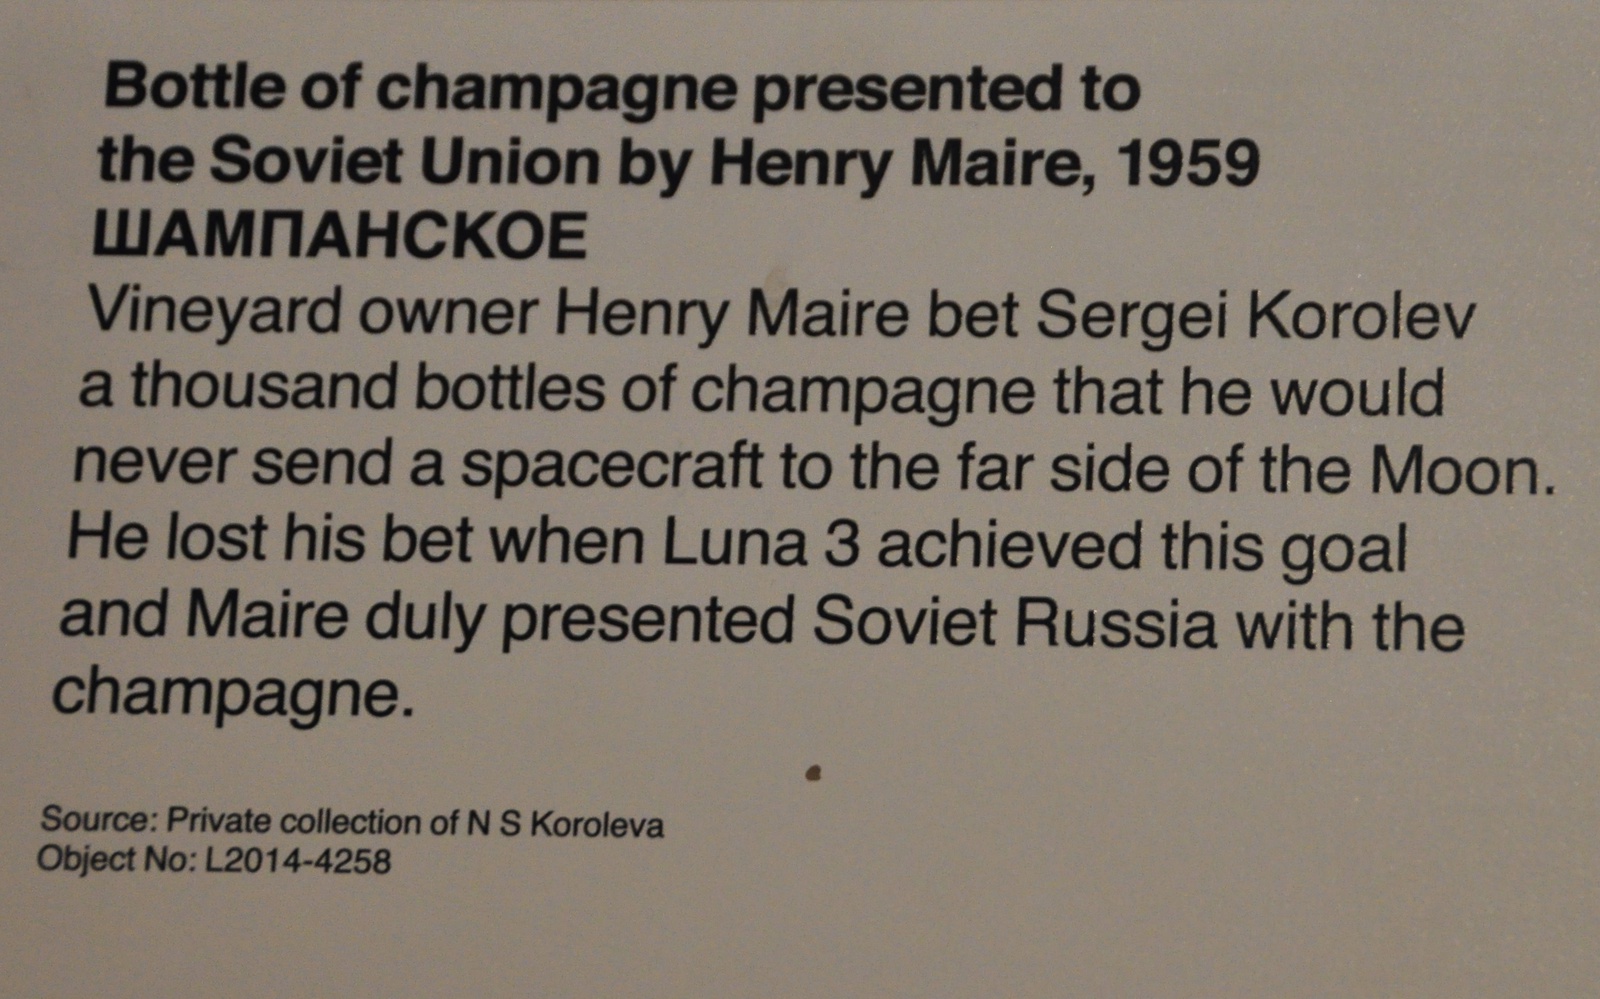 Bottle of champagne presented to
the Soviet Union by Henry Maire, 1959
ШАМПАНСКОЕ
Vineyard owner Henry Maire bet Sergei Korolev
a thousand bottles of champagne that he would
never send a spacecraft to the far side of the Moon.
He lost his bet when Luna 3 achieved this goal
and Maire duly presented Soviet Russia with the
champagne.
Source: Private collection of N S Koroleva
Object No: L2014-4258